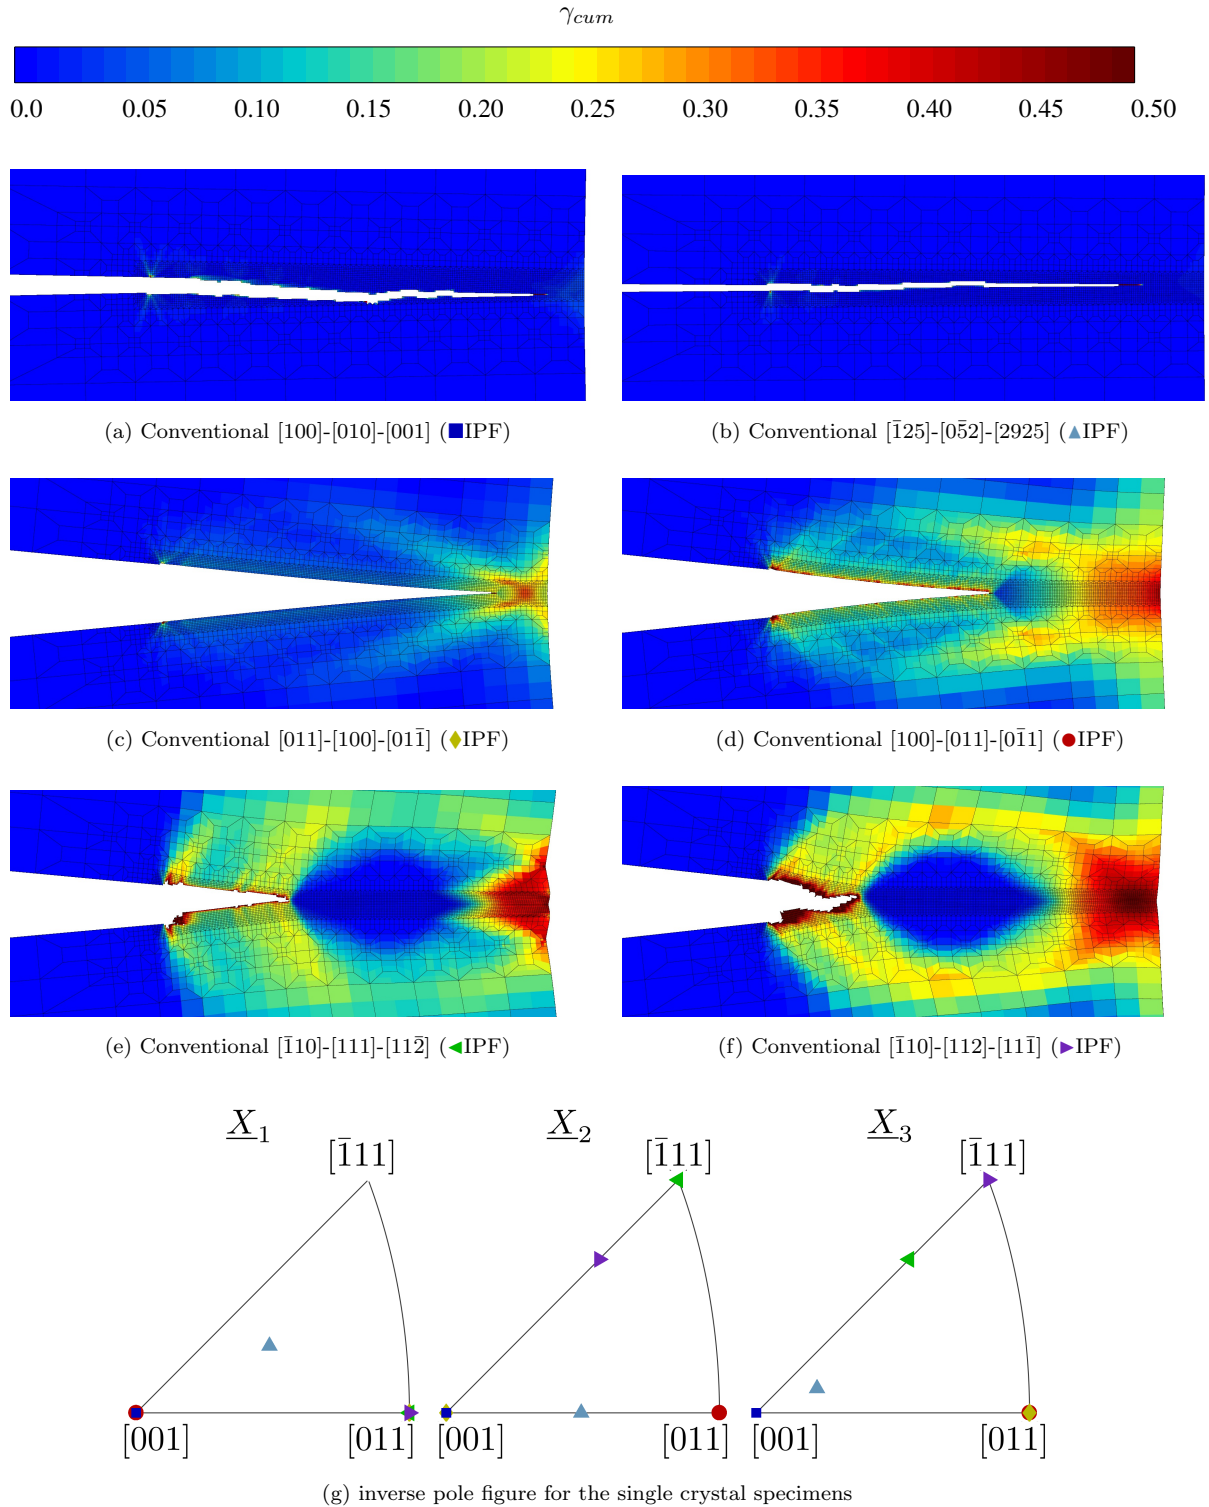 γcum
0.0 0.05 0.10 0.15 0.20 0.25 0.30 0.35 0.40 0.45 0.50
(a) Conventional [100]-[010]-[001] (■IPF)
(b) Conventional [1̄25]-[05̄2]-[2925] (▲IPF)
(c) Conventional [011]-[100]-[011̄] (♦IPF)
(d) Conventional [100]-[011]-[01̄1] (●IPF)
(e) Conventional [1̄10]-[111]-[112̄] (◀IPF)
(f) Conventional [1̄10]-[112]-[111̄] (▶IPF)
X1 X2 X3
[1̄11] [1̄11] [1̄11]
[001] [011] [001] [011] [001] [011]
(g) inverse pole figure for the single crystal specimens